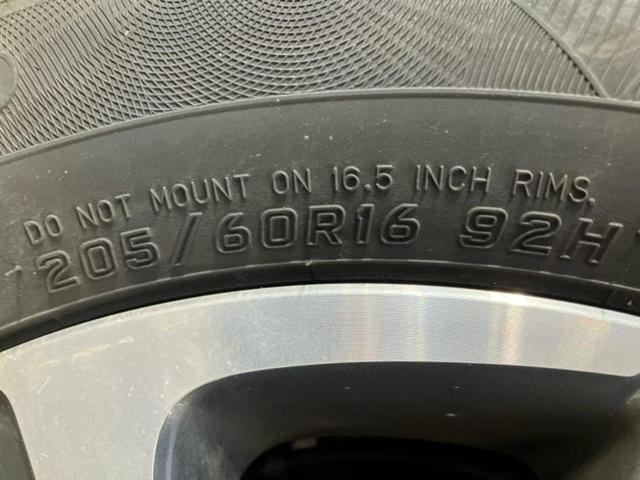 DO NOT MOUNT ON 16.5 INCH RIMS.
205/60R16 92H